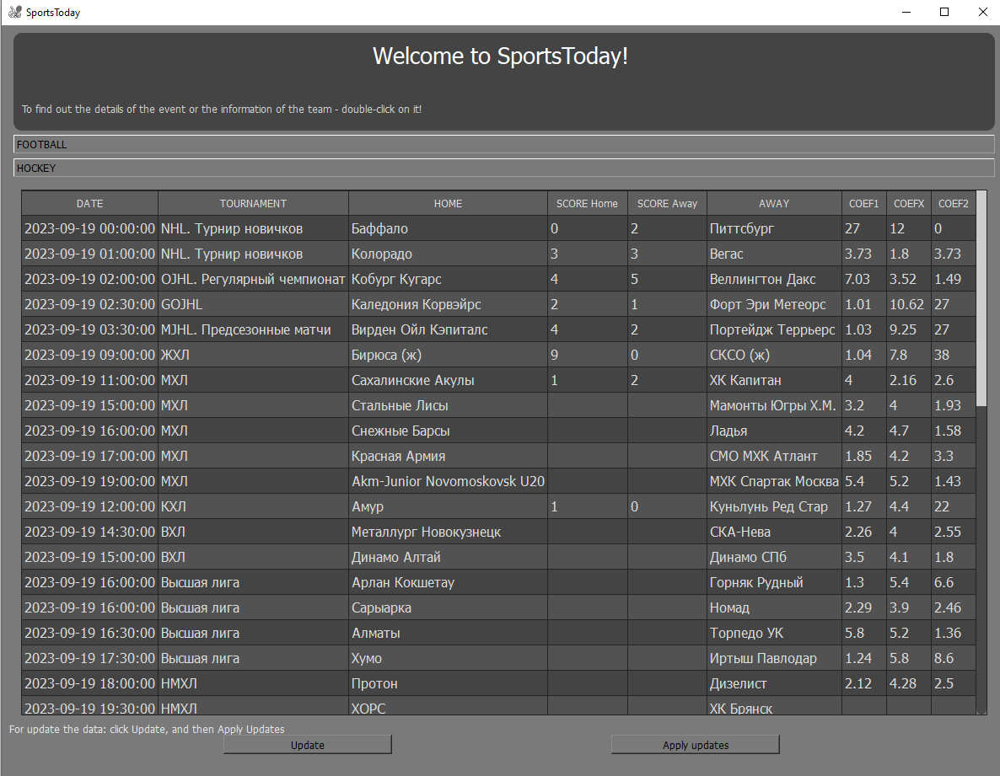 SportsToday
Welcome to SportsToday!
To find out the details of the event or the information of the team - double-click on it!
FOOTBALL
HOCKEY
DATE TOURNAMENT HOME SCORE Home SCORE Away AWAY COEF1 COEFX COEF2
2023-09-19 00:00:00 NHL. Турнир новичков Баффало 0 2 Питтсбург 27 12 0
2023-09-19 01:00:00 NHL. Турнир новичков Колорадо 3 3 Вегас 3.73 1.8 3.73
2023-09-19 02:00:00 OJHL. Регулярный чемпионат Кобург Кугарс 4 5 Веллингтон Дакс 7.03 3.52 1.49
2023-09-19 02:30:00 GOJHL Каледония Корвэйрс 2 1 Форт Эри Метеорс 1.01 10.62 27
2023-09-19 03:30:00 MJHL. Предсезонные матчи Вирден Ойл Кэпиталс 4 2 Портейдж Террьерс 1.03 9.25 27
2023-09-19 09:00:00 ЖХЛ Бирюса (ж) 9 0 СКСО (ж) 1.04 7.8 38
2023-09-19 11:00:00 МХЛ Сахалинские Акулы 1 2 ХК Капитан 4 2.16 2.6
2023-09-19 15:00:00 МХЛ Стальные Лисы Мамонты Югры Х.М. 3.2 4 1.93
2023-09-19 16:00:00 МХЛ Снежные Барсы Ладья 4.2 4.7 1.58
2023-09-19 17:00:00 МХЛ Красная Армия СМО МХК Атлант 1.85 4.2 3.3
2023-09-19 19:00:00 МХЛ Akm-Junior Novomoskovsk U20 МХК Спартак Москва 5.4 5.2 1.43
2023-09-19 12:00:00 КХЛ Амур 1 0 Куньлунь Ред Стар 1.27 4.4 22
2023-09-19 14:30:00 ВХЛ Металлург Новокузнецк СКА-Нева 2.26 4 2.55
2023-09-19 15:00:00 ВХЛ Динамо Алтай Динамо СПб 3.5 4.1 1.8
2023-09-19 16:00:00 Высшая лига Арлан Кокшетау Горняк Рудный 1.3 5.4 6.6
2023-09-19 16:00:00 Высшая лига Сарыарка Номад 2.29 3.9 2.46
2023-09-19 16:30:00 Высшая лига Алматы Торпедо УК 5.8 5.2 1.36
2023-09-19 17:30:00 Высшая лига Хумо Иртыш Павлодар 1.24 5.8 8.6
2023-09-19 18:00:00 НМХЛ Протон Дизелист 2.12 4.28 2.5
2023-09-19 19:30:00 НМХЛ ХОРС ХК Брянск
For update the data: click Update, and then Apply Updates
Update Apply updates